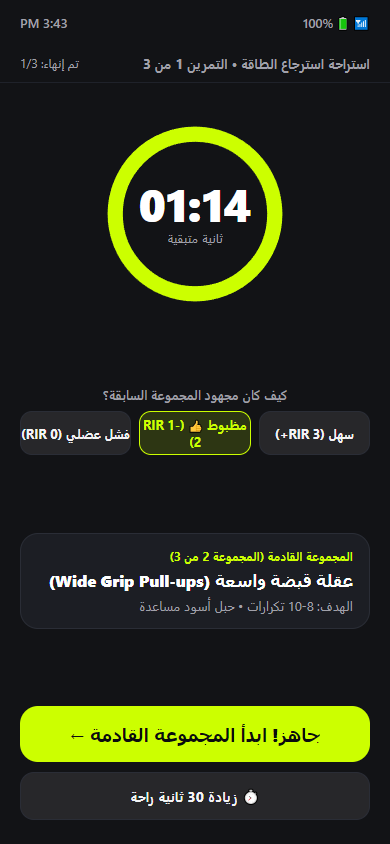 PM 3:43
100%
استراحة استرجاع الطاقة • التمرين 1 من 3
تم إنهاء: 1/3
01:14
ثانية متبقية
كيف كان مجهود المجموعة السابقة؟
سهل (RIR 3+)
مظبوط 👍 (RIR 1-
2)
فشل عضلي (RIR 0)
المجموعة القادمة (المجموعة 2 من 3)
عقلة قبضة واسعة (Wide Grip Pull-ups)
الهدف: 8-10 تكرارات • حبل أسود مساعدة
جاهز! ابدأ المجموعة القادمة ←
⏱ زيادة 30 ثانية راحة